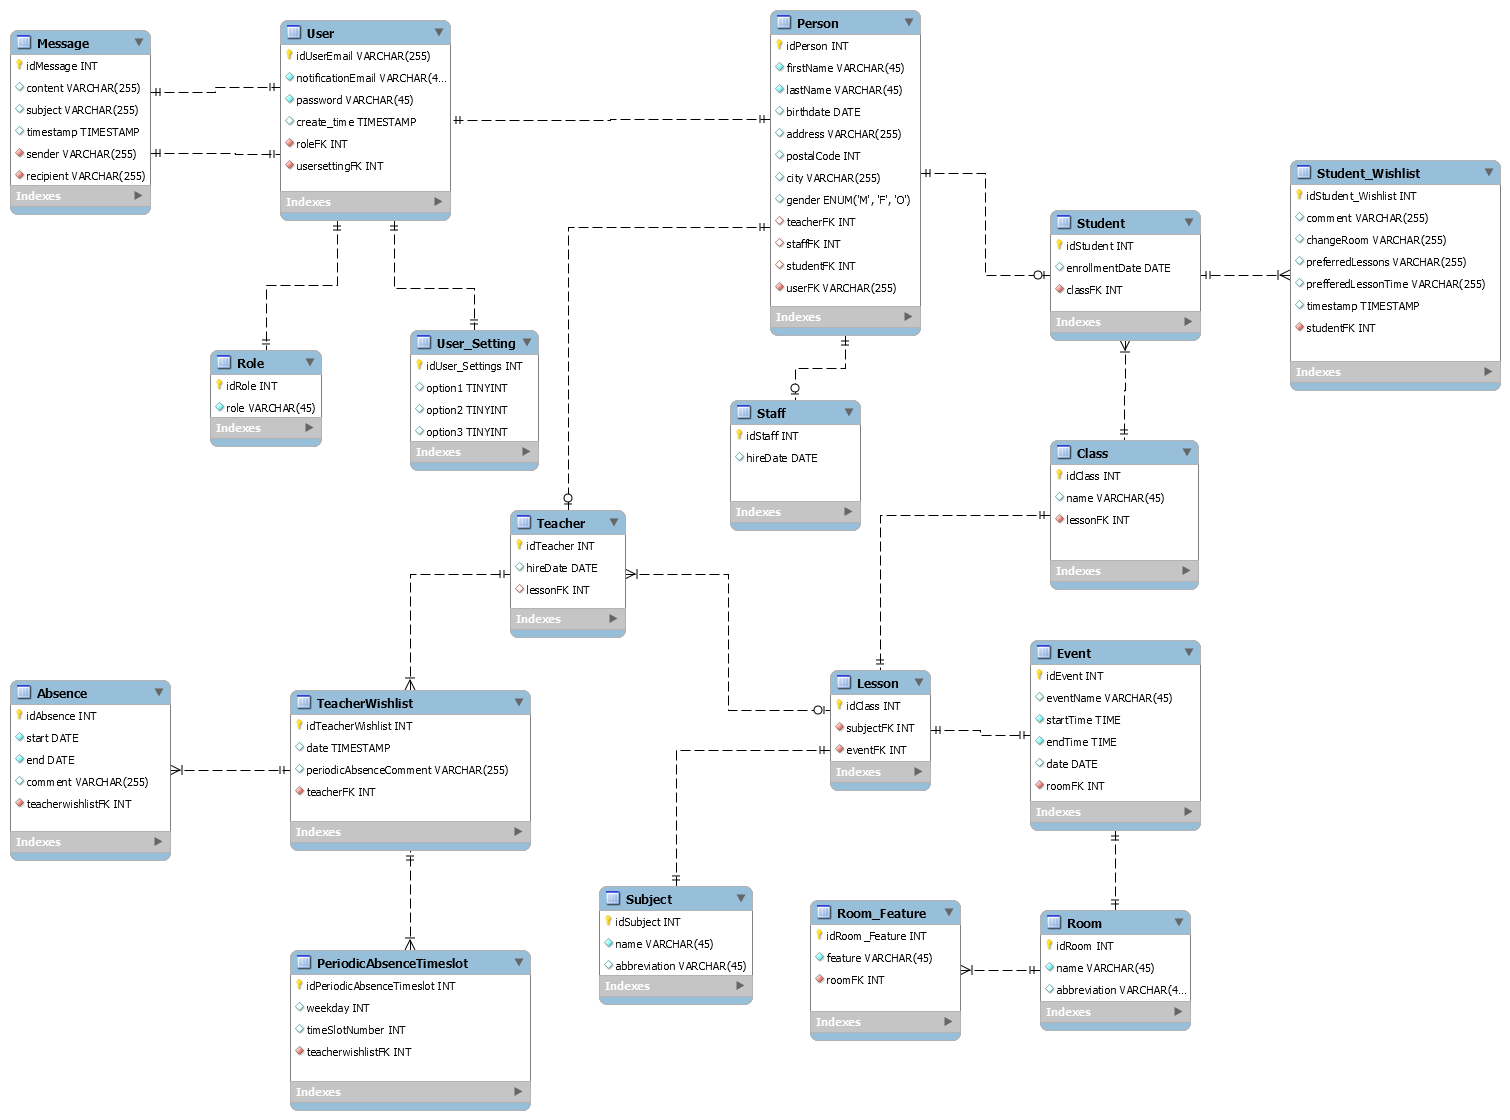 Message
idMessage INT
content VARCHAR(255)
subject VARCHAR(255)
timestamp TIMESTAMP
sender VARCHAR(255)
recipient VARCHAR(255)
Indexes
User
idUserEmail VARCHAR(255)
notificationEmail VARCHAR(4...
password VARCHAR(45)
create_time TIMESTAMP
roleFK INT
usersettingFK INT
Indexes
Person
idPerson INT
firstName VARCHAR(45)
lastName VARCHAR(45)
birthdate DATE
address VARCHAR(255)
postalCode INT
city VARCHAR(255)
gender ENUM('M', 'F', 'O')
teacherFK INT
staffFK INT
studentFK INT
userFK VARCHAR(255)
Indexes
Student
idStudent INT
enrollmentDate DATE
classFK INT
Indexes
Student_Wishlist
idStudent_Wishlist INT
comment VARCHAR(255)
changeRoom VARCHAR(255)
preferredLessons VARCHAR(255)
prefferedLessonTime VARCHAR(255)
timestamp TIMESTAMP
studentFK INT
Indexes
Role
idRole INT
role VARCHAR(45)
Indexes
User_Setting
idUser_Settings INT
option1 TINYINT
option2 TINYINT
option3 TINYINT
Indexes
Staff
idStaff INT
hireDate DATE
Indexes
Class
idClass INT
name VARCHAR(45)
lessonFK INT
Indexes
Teacher
idTeacher INT
hireDate DATE
lessonFK INT
Indexes
Absence
idAbsence INT
start DATE
end DATE
comment VARCHAR(255)
teacherwishlistFK INT
Indexes
TeacherWishlist
idTeacherWishlist INT
date TIMESTAMP
periodicAbsenceComment VARCHAR(255)
teacherFK INT
Indexes
Lesson
idClass INT
subjectFK INT
eventFK INT
Indexes
Event
idEvent INT
eventName VARCHAR(45)
startTime TIME
endTime TIME
date DATE
roomFK INT
Indexes
PeriodicAbsenceTimeslot
idPeriodicAbsenceTimeslot INT
weekday INT
timeSlotNumber INT
teacherwishlistFK INT
Indexes
Subject
idSubject INT
name VARCHAR(45)
abbreviation VARCHAR(45)
Indexes
Room_Feature
idRoom_Feature INT
feature VARCHAR(45)
roomFK INT
Indexes
Room
idRoom INT
name VARCHAR(45)
abbreviation VARCHAR(4...
Indexes